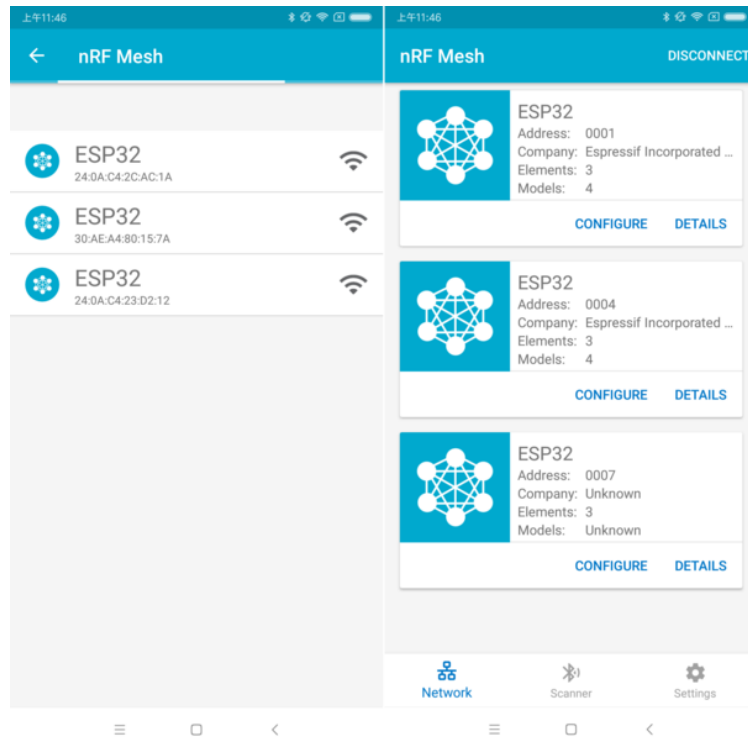 上午11:46
nRF Mesh
ESP32
24:0A:C4:2C:AC:1A
ESP32
30:AE:A4:80:15:7A
ESP32
24:0A:C4:23:D2:12
上午11:46
nRF Mesh DISCONNECT
ESP32
Address: 0001
Company: Espressif Incorporated ...
Elements: 3
Models: 4
CONFIGURE DETAILS
ESP32
Address: 0004
Company: Espressif Incorporated ...
Elements: 3
Models: 4
CONFIGURE DETAILS
ESP32
Address: 0007
Company: Unknown
Elements: 3
Models: Unknown
CONFIGURE DETAILS
Network Scanner Settings